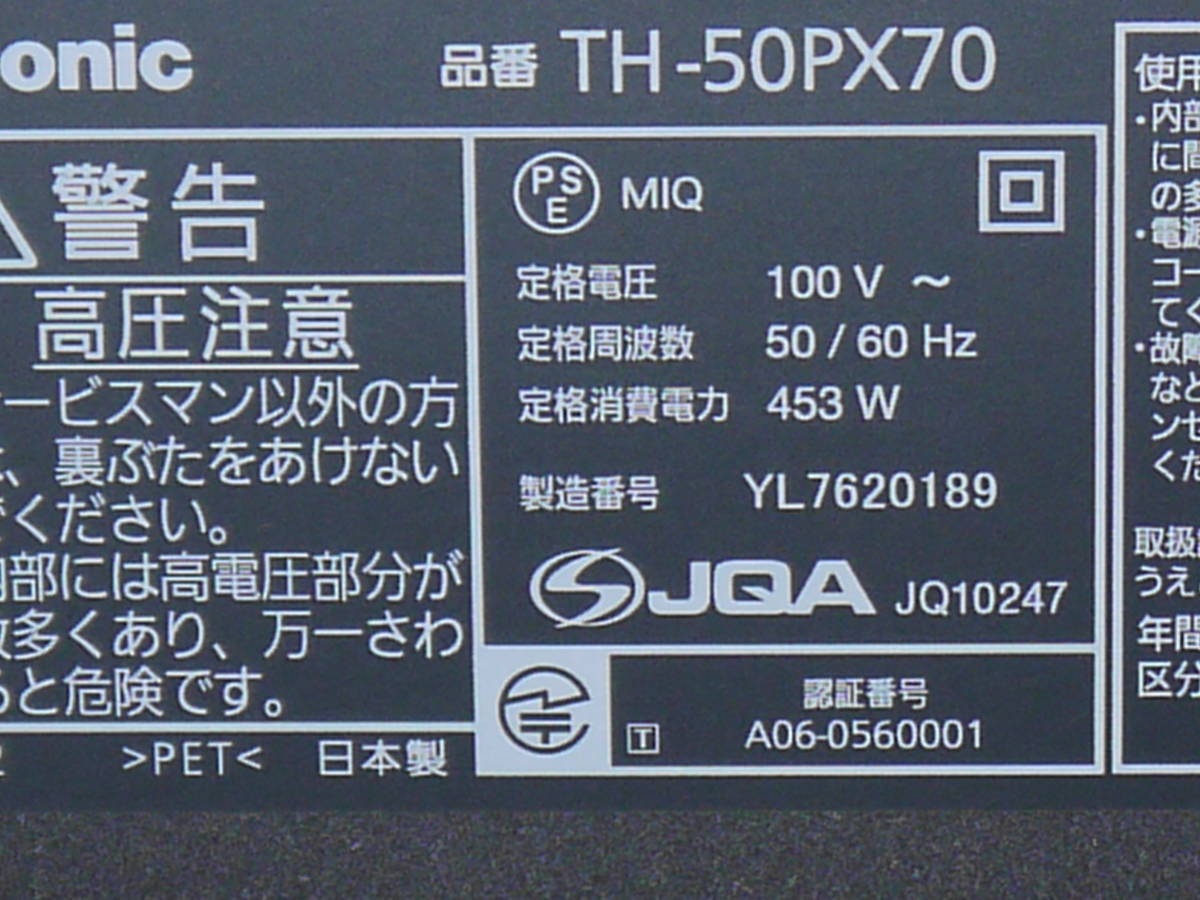 onic
品番 TH-50PX70
警告
高圧注意
ービスマン以外の方
、裏ぶたをあけない
ください。
内部には高電圧部分が
数多くあり、万一さわ
ると危険です。
>PET< 日本製
PSE MIQ
定格電圧 100 V ~
定格周波数 50 / 60 Hz
定格消費電力 453 W
製造番号 YL7620189
JQA JQ10247
T 認証番号
A06-0560001
使用
・内部
に間
の多
・電源
コー
てく
・故障
など
ンセ
くだ
取扱
うえ
年間
区分